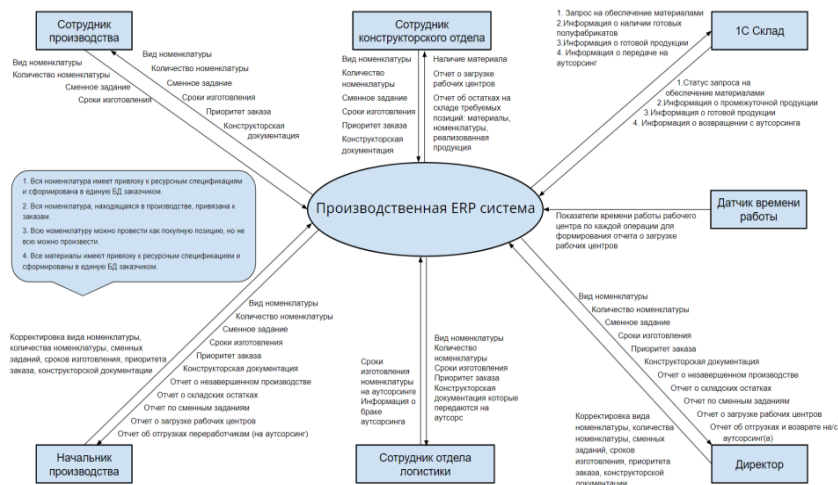 Сотрудник
производства
Вид номенклатуры
Количество номенклатуры
Сменное задание
Сроки изготовления
Вид номенклатуры
Количество номенклатуры
Сменное задание
Сроки изготовления
Приоритет заказа
Конструкторская
документация
Сотрудник
конструкторского отдела
Вид номенклатуры
Количество
номенклатуры
Сменное задание
Сроки изготовления
Приоритет заказа
Конструкторская
документация
Наличие материала
Отчет о загрузке
рабочих центров
Отчет об остатках на
складе требуемых
позиций: материалы,
номенклатуры,
реализованная
продукция
1. Запрос на обеспечение материалами
2.Информация о наличии готовых
полуфабрикатов
3.Информация о готовой продукции
4. Информация о передаче на
аутсорсинг
1С Склад
1.Статус запроса на
обеспечение материалами
2.Информация о промежуточной продукции
3.Информация о готовой продукции
4. Информация о возвращении с аутсорсинга
1. Вся номенклатура имеет привязку к ресурсным спецификациям
и сформирована в единую БД заказчиком.
2. Вся номенклатура, находящаяся в производстве, привязана к
заказам.
3. Всю номенклатуру можно провести как покупную позицию, но не
всю можно произвести.
4. Все материалы имеют привязку к ресурсным спецификациям и
сформированы в единую БД заказчиком.
Производственная ERP система
Датчик времени
работы
Показатели времени работы рабочего
центра по каждой операции для
формирования отчета о загрузке
рабочих центров
Корректировка вида номенклатуры,
количества номенклатуры, сменных
заданий, сроков изготовления, приоритета
заказа, конструкторской документации
Вид номенклатуры
Количество номенклатуры
Сменное задание
Сроки изготовления
Приоритет заказа
Конструкторская документация
Отчет о незавершенном производстве
Отчет о складских остатках
Отчет по сменным заданиям
Отчет о загрузке рабочих центров
Отчет об отгрузках переработчикам (на аутсорсинг)
Начальник
производства
Сроки
изготовления
номенклатуры
на аутсорсинге
Информация о
браке
аутсорсинга
Вид номенклатуры
Количество
номенклатуры
Сроки изготовления
Приоритет заказа
Конструкторская
документация которые
передаются на
аутсорс
Сотрудник отдела
логистики
Вид номенклатуры
Количество номенклатуры
Сменное задание
Сроки изготовления
Приоритет заказа
Конструкторская документация
Отчет о незавершенном производстве
Отчет о складских остатках
Отчет по сменным заданиям
Отчет о загрузке рабочих центров
Отчет об отгрузках и возврате на/с
аутсорсинг(а)
Корректировка вида
номенклатуры, количества
номенклатуры, сменных
заданий, сроков
изготовления, приоритета
заказа, конструкторской
документации
Директор